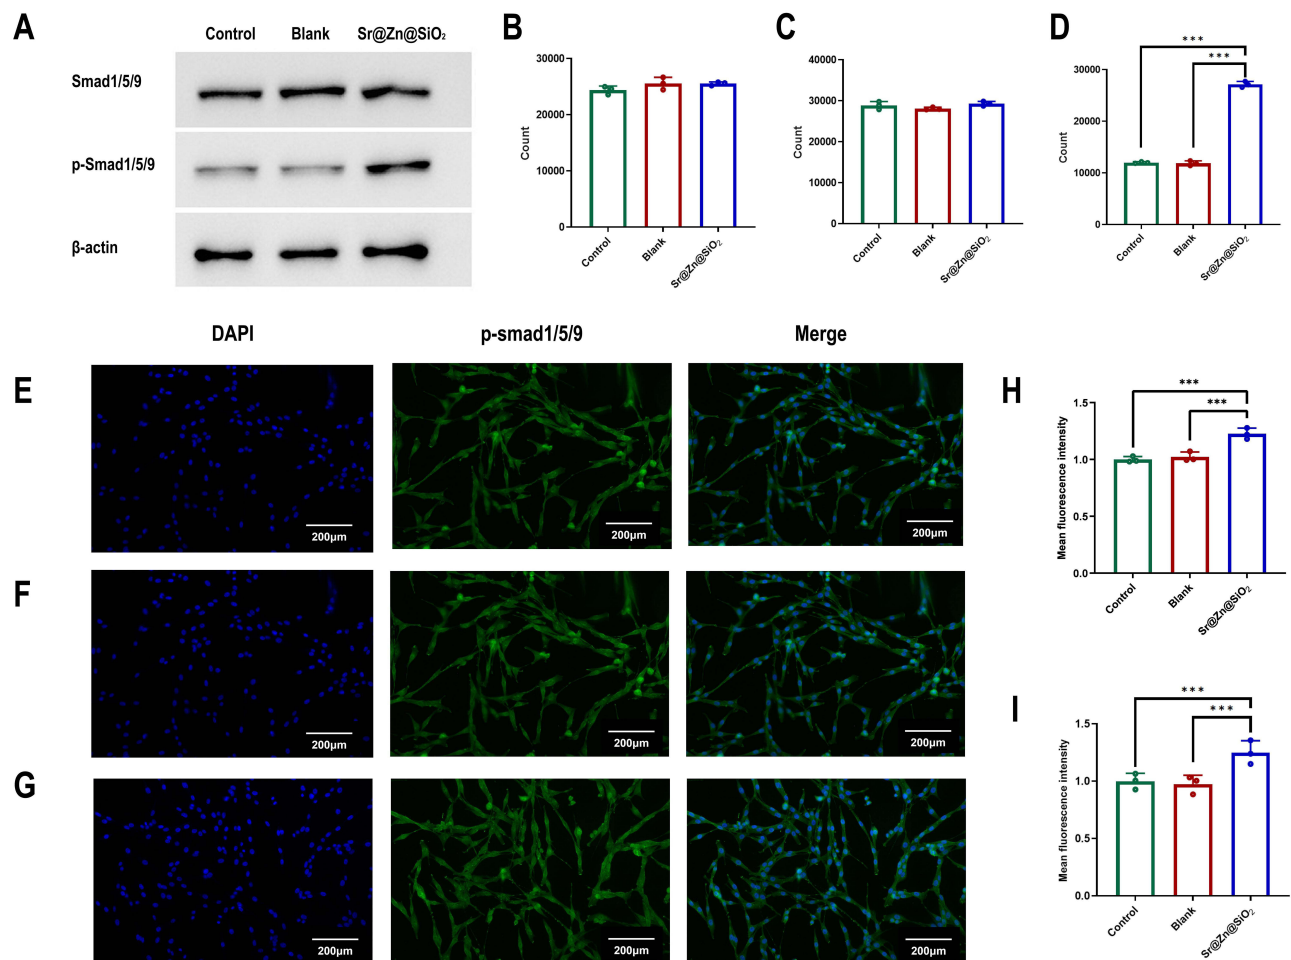 A
Control Blank Sr@Zn@SiO₂
Smad1/5/9
p-Smad1/5/9
β-actin
B
30000
20000
10000
0
Count
Control
Blank
Sr@Zn@SiO₂
C
40000
30000
20000
10000
0
Count
Control
Blank
Sr@Zn@SiO₂
D
***
***
30000
20000
10000
0
Count
Control
Blank
Sr@Zn@SiO₂
DAPI p-smad1/5/9 Merge
E
200μm 200μm 200μm
F
200μm 200μm 200μm
G
200μm 200μm 200μm
H
***
***
1.5
1.0
0.5
0.0
Mean fluorescence intensity
Control
Blank
Sr@Zn@SiO₂
I
***
***
1.5
1.0
0.5
0.0
Mean fluorescence intensity
Control
Blank
Sr@Zn@SiO₂